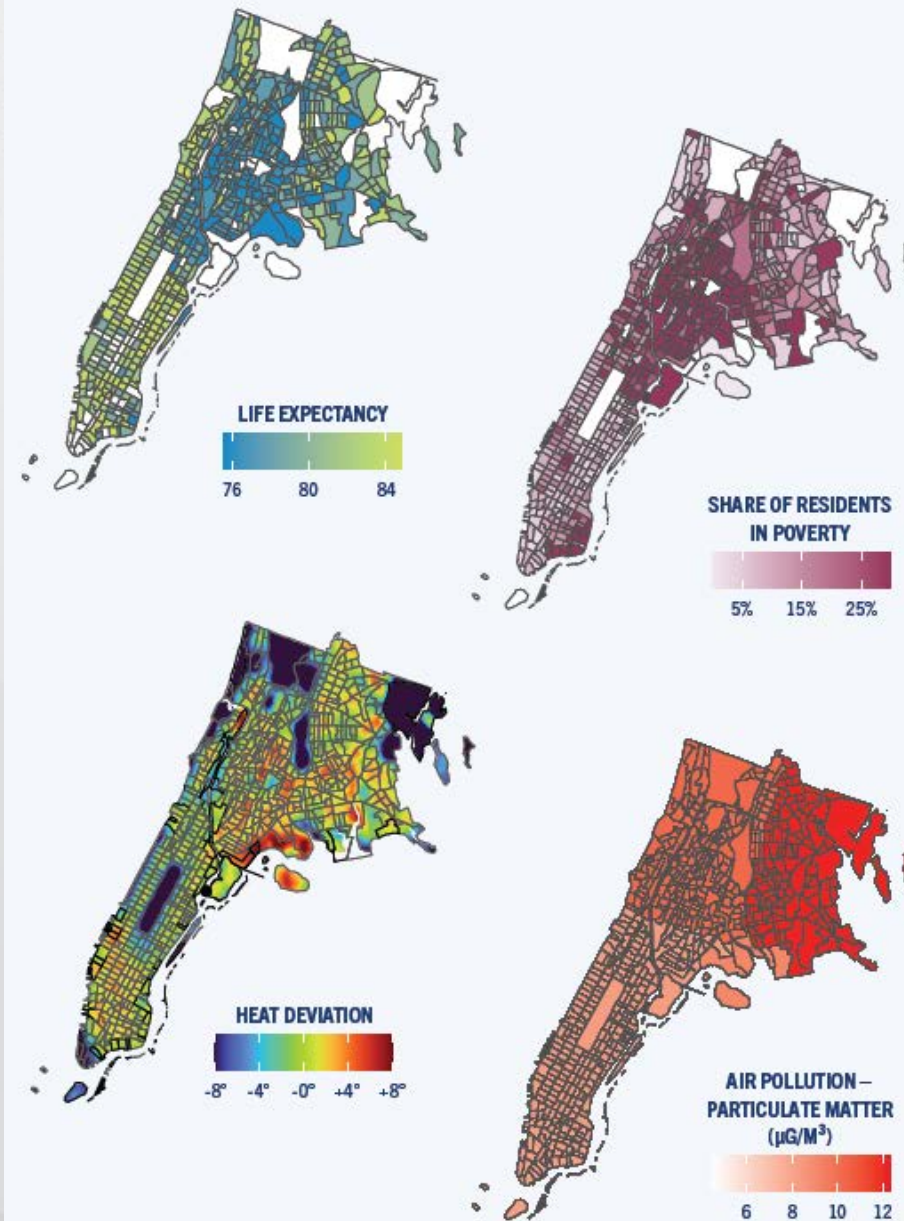 LIFE EXPECTANCY
76 80 84
SHARE OF RESIDENTS
IN POVERTY
5% 15% 25%
HEAT DEVIATION
-8° -4° -0° +4° +8°
AIR POLLUTION –
PARTICULATE MATTER
(µG/M³)
6 8 10 12